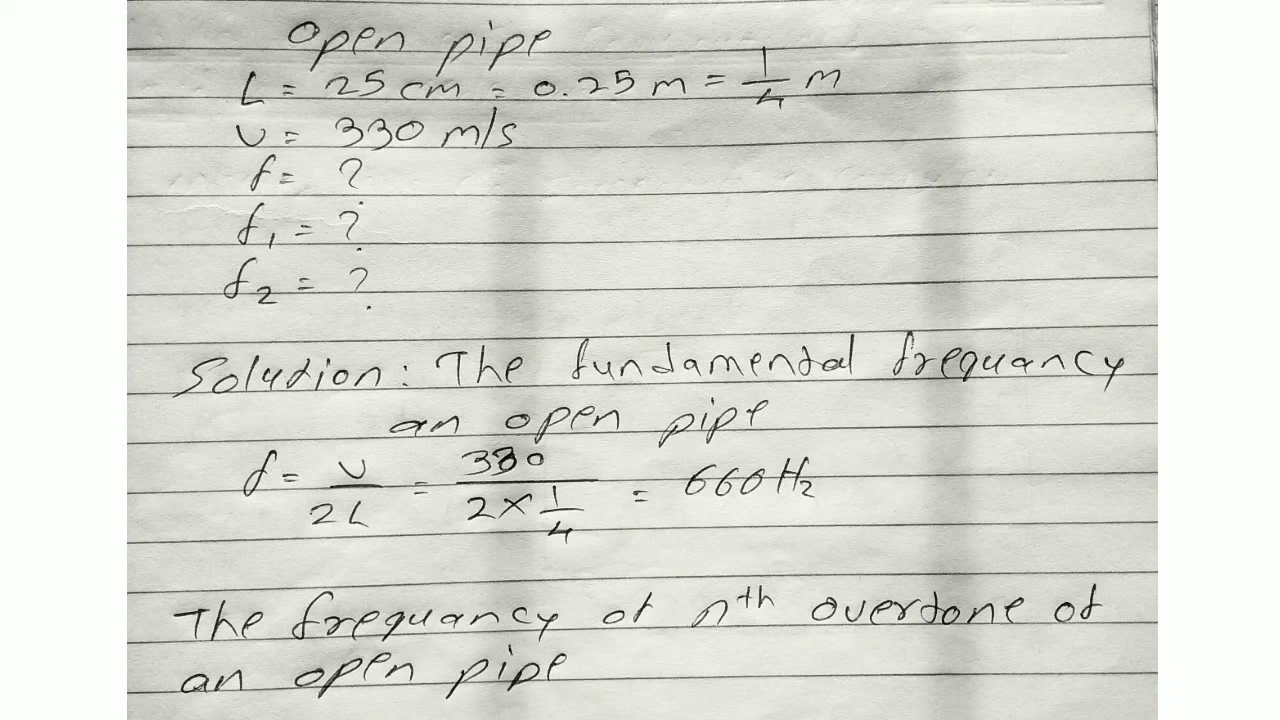 open pipe
L = 25 cm = 0.25 m = 1/4 m
v = 330 m/s
f = ?
f₁ = ?
f₂ = ?
Solution: The fundamental frequancy
an open pipe
f = v/2L = 330/(2 × 1/4) = 660 Hz
The frequancy of nᵗʰ overtone of
an open pipe